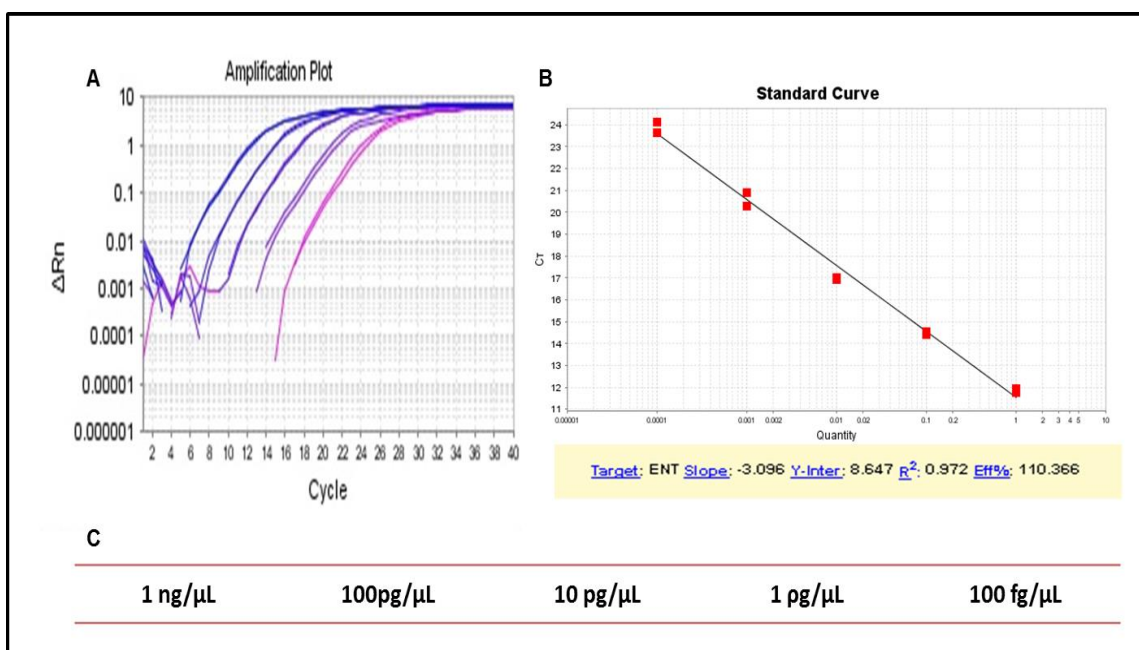 A
Amplification Plot
10
1
0.1
0.01
0.001
0.0001
0.00001
0.000001
ΔRn
2 4 6 8 10 12 14 16 18 20 22 24 26 28 30 32 34 36 38 40
Cycle
B
Standard Curve
24
23
22
21
20
19
18
17
16
15
14
13
12
11
Cт
0.00001 0.0001 0.001 0.002 0.01 0.02 0.1 0.2 1 2 3 4 5 10
Quantity
Target: ENT Slope: -3.096 Y-Inter: 8.647 R²: 0.972 Eff%: 110.366
C
1 ng/µL 100pg/µL 10 pg/µL 1 ρg/µL 100 fg/µL